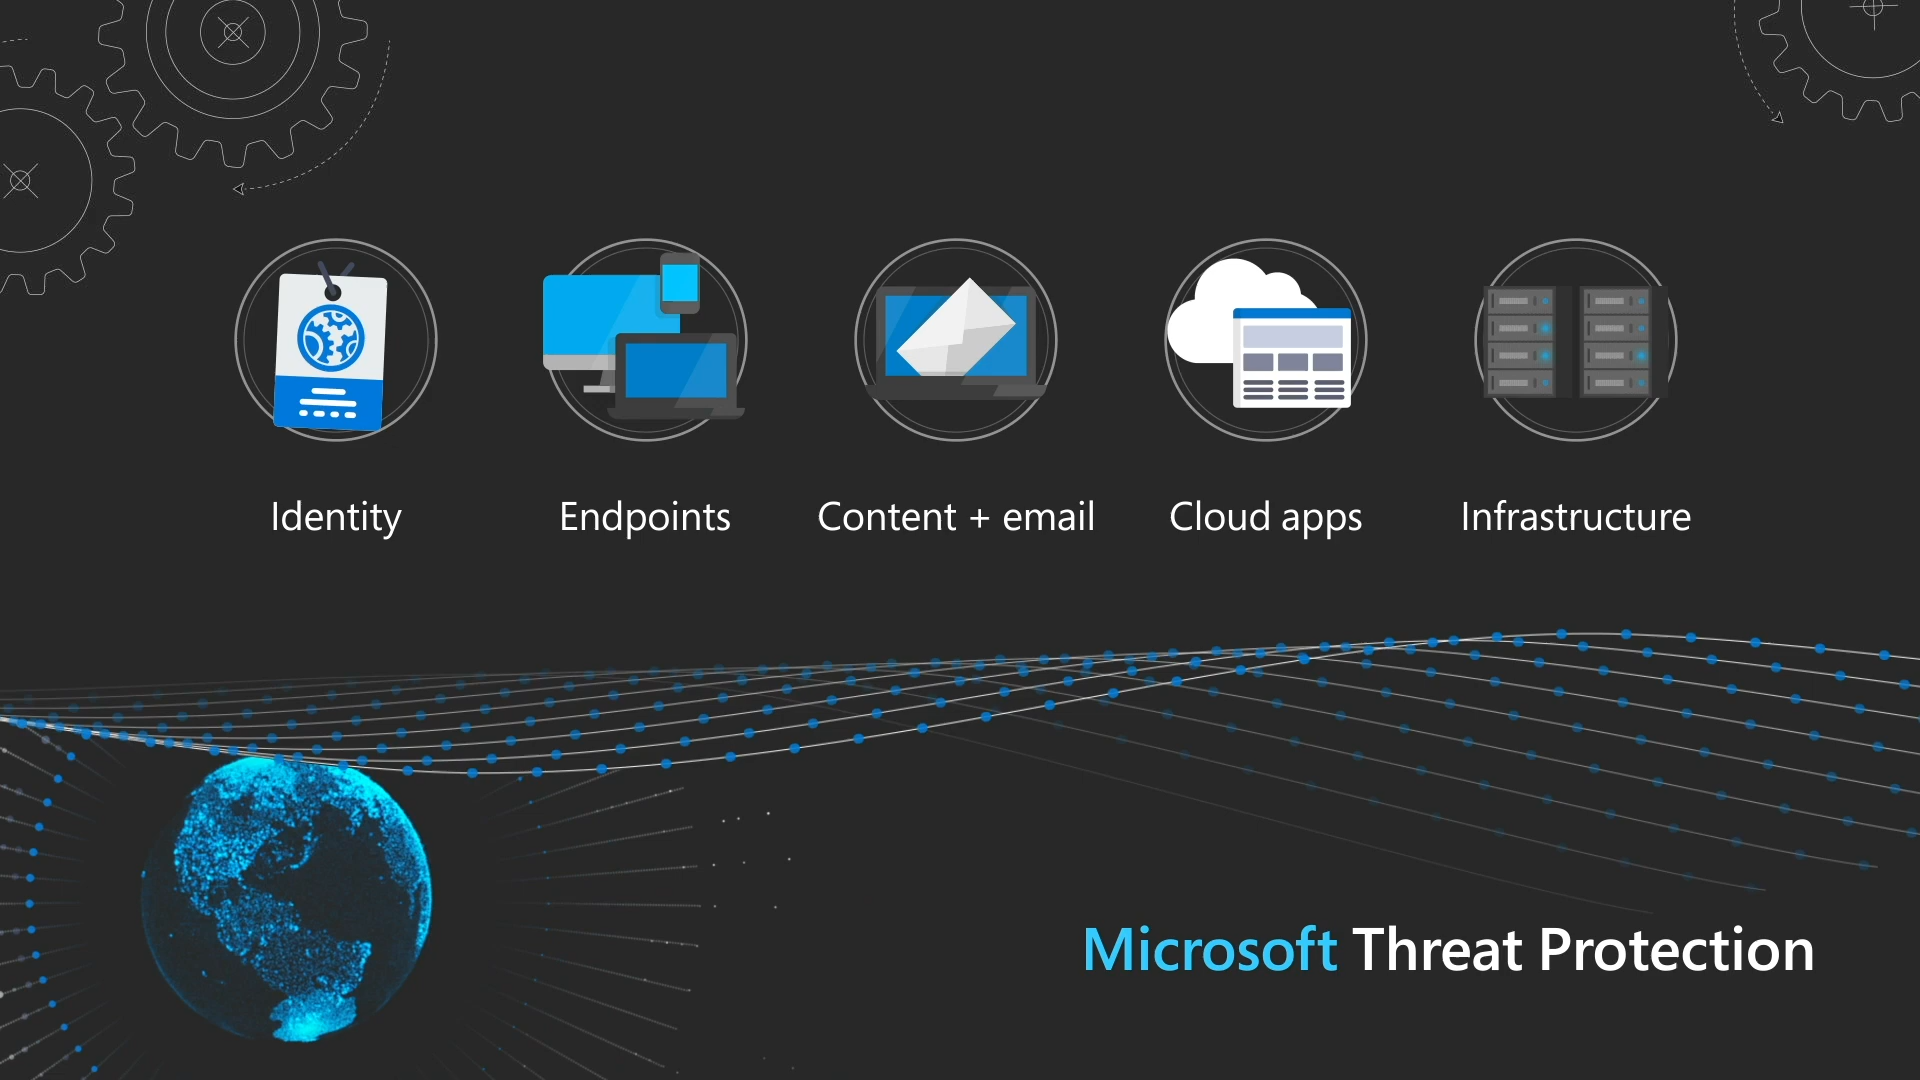 Identity
Endpoints
Content + email
Cloud apps
Infrastructure
Microsoft Threat Protection